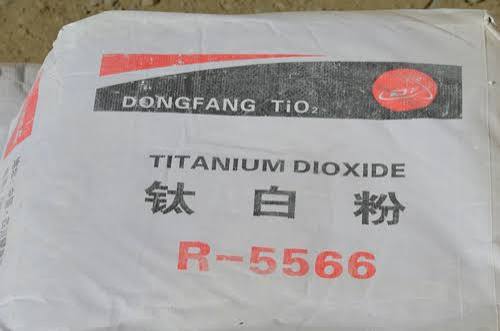 DONGFANG TiO₂
TITANIUM DIOXIDE
钛白粉
R-5566